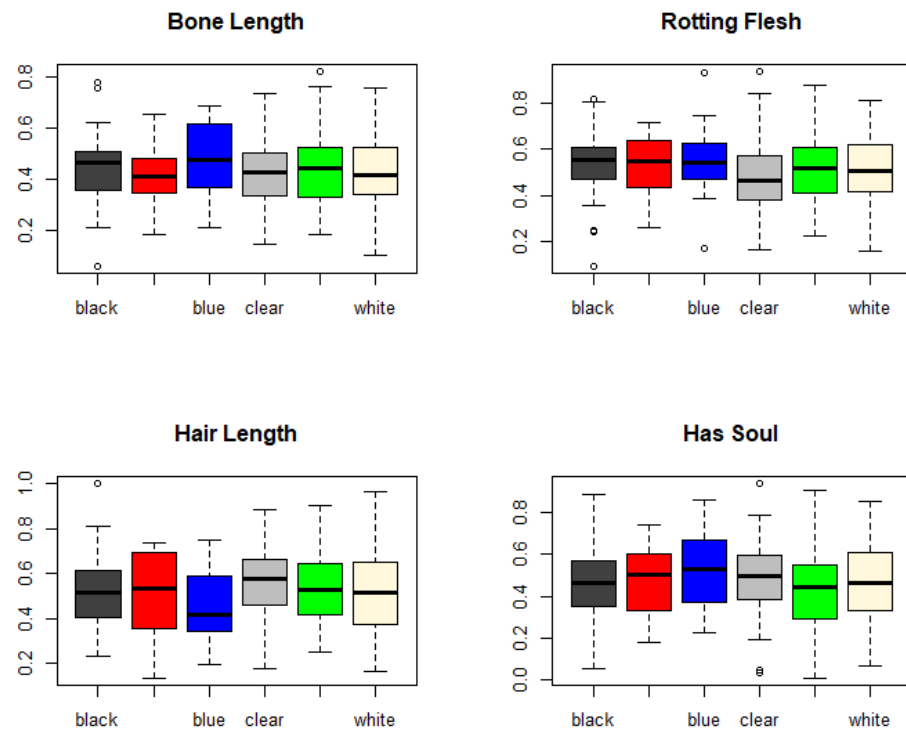 Bone Length
0.8
0.6
0.4
0.2
black blue clear white
Rotting Flesh
0.8
0.6
0.4
0.2
black blue clear white
Hair Length
1.0
0.8
0.6
0.4
0.2
black blue clear white
Has Soul
0.8
0.6
0.4
0.2
0.0
black blue clear white